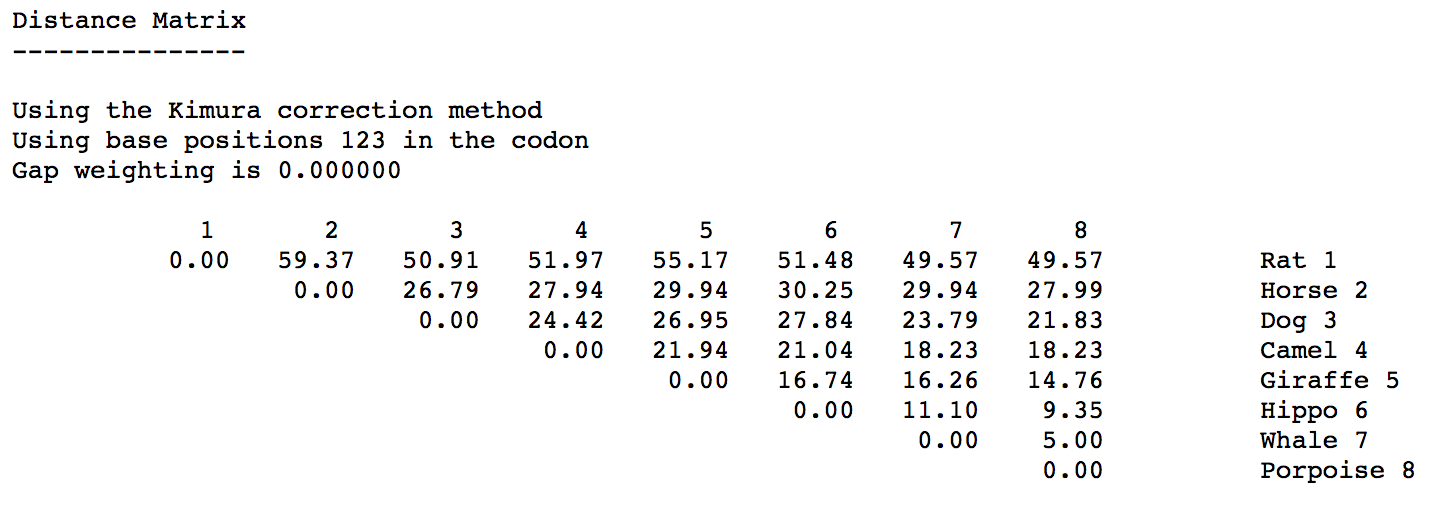 Distance Matrix
---------------
Using the Kimura correction method
Using base positions 123 in the codon
Gap weighting is 0.000000
1 2 3 4 5 6 7 8
0.00 59.37 50.91 51.97 55.17 51.48 49.57 49.57 Rat 1
0.00 26.79 27.94 29.94 30.25 29.94 27.99 Horse 2
0.00 24.42 26.95 27.84 23.79 21.83 Dog 3
0.00 21.94 21.04 18.23 18.23 Camel 4
0.00 16.74 16.26 14.76 Giraffe 5
0.00 11.10 9.35 Hippo 6
0.00 5.00 Whale 7
0.00 Porpoise 8